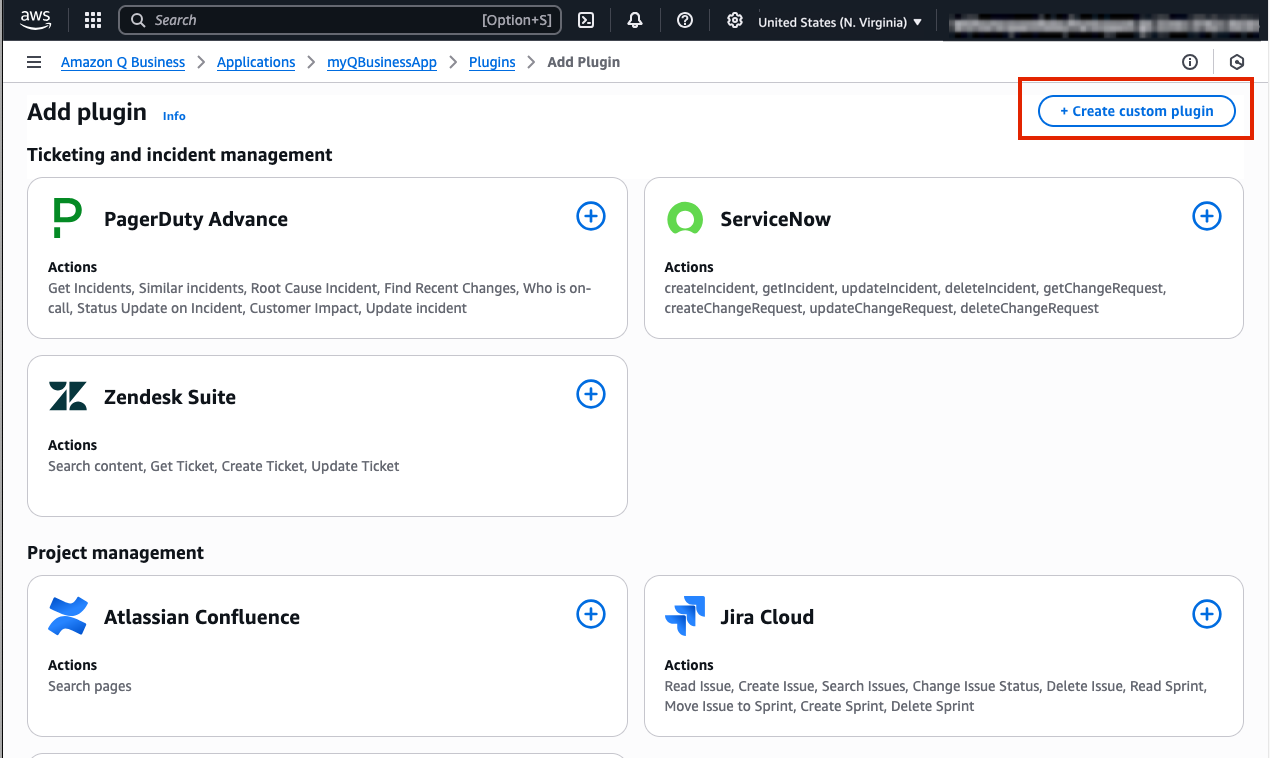 aws
Search
[Option+S]
United States (N. Virginia)
Amazon Q Business
Applications
myQBusinessApp
Plugins
Add Plugin
Add plugin
Info
+ Create custom plugin
Ticketing and incident management
PagerDuty Advance
Actions
Get Incidents, Similar incidents, Root Cause Incident, Find Recent Changes, Who is on-
call, Status Update on Incident, Customer Impact, Update incident
ServiceNow
Actions
createIncident, getIncident, updateIncident, deleteIncident, getChangeRequest,
createChangeRequest, updateChangeRequest, deleteChangeRequest
Zendesk Suite
Actions
Search content, Get Ticket, Create Ticket, Update Ticket
Project management
Atlassian Confluence
Actions
Search pages
Jira Cloud
Actions
Read Issue, Create Issue, Search Issues, Change Issue Status, Delete Issue, Read Sprint,
Move Issue to Sprint, Create Sprint, Delete Sprint